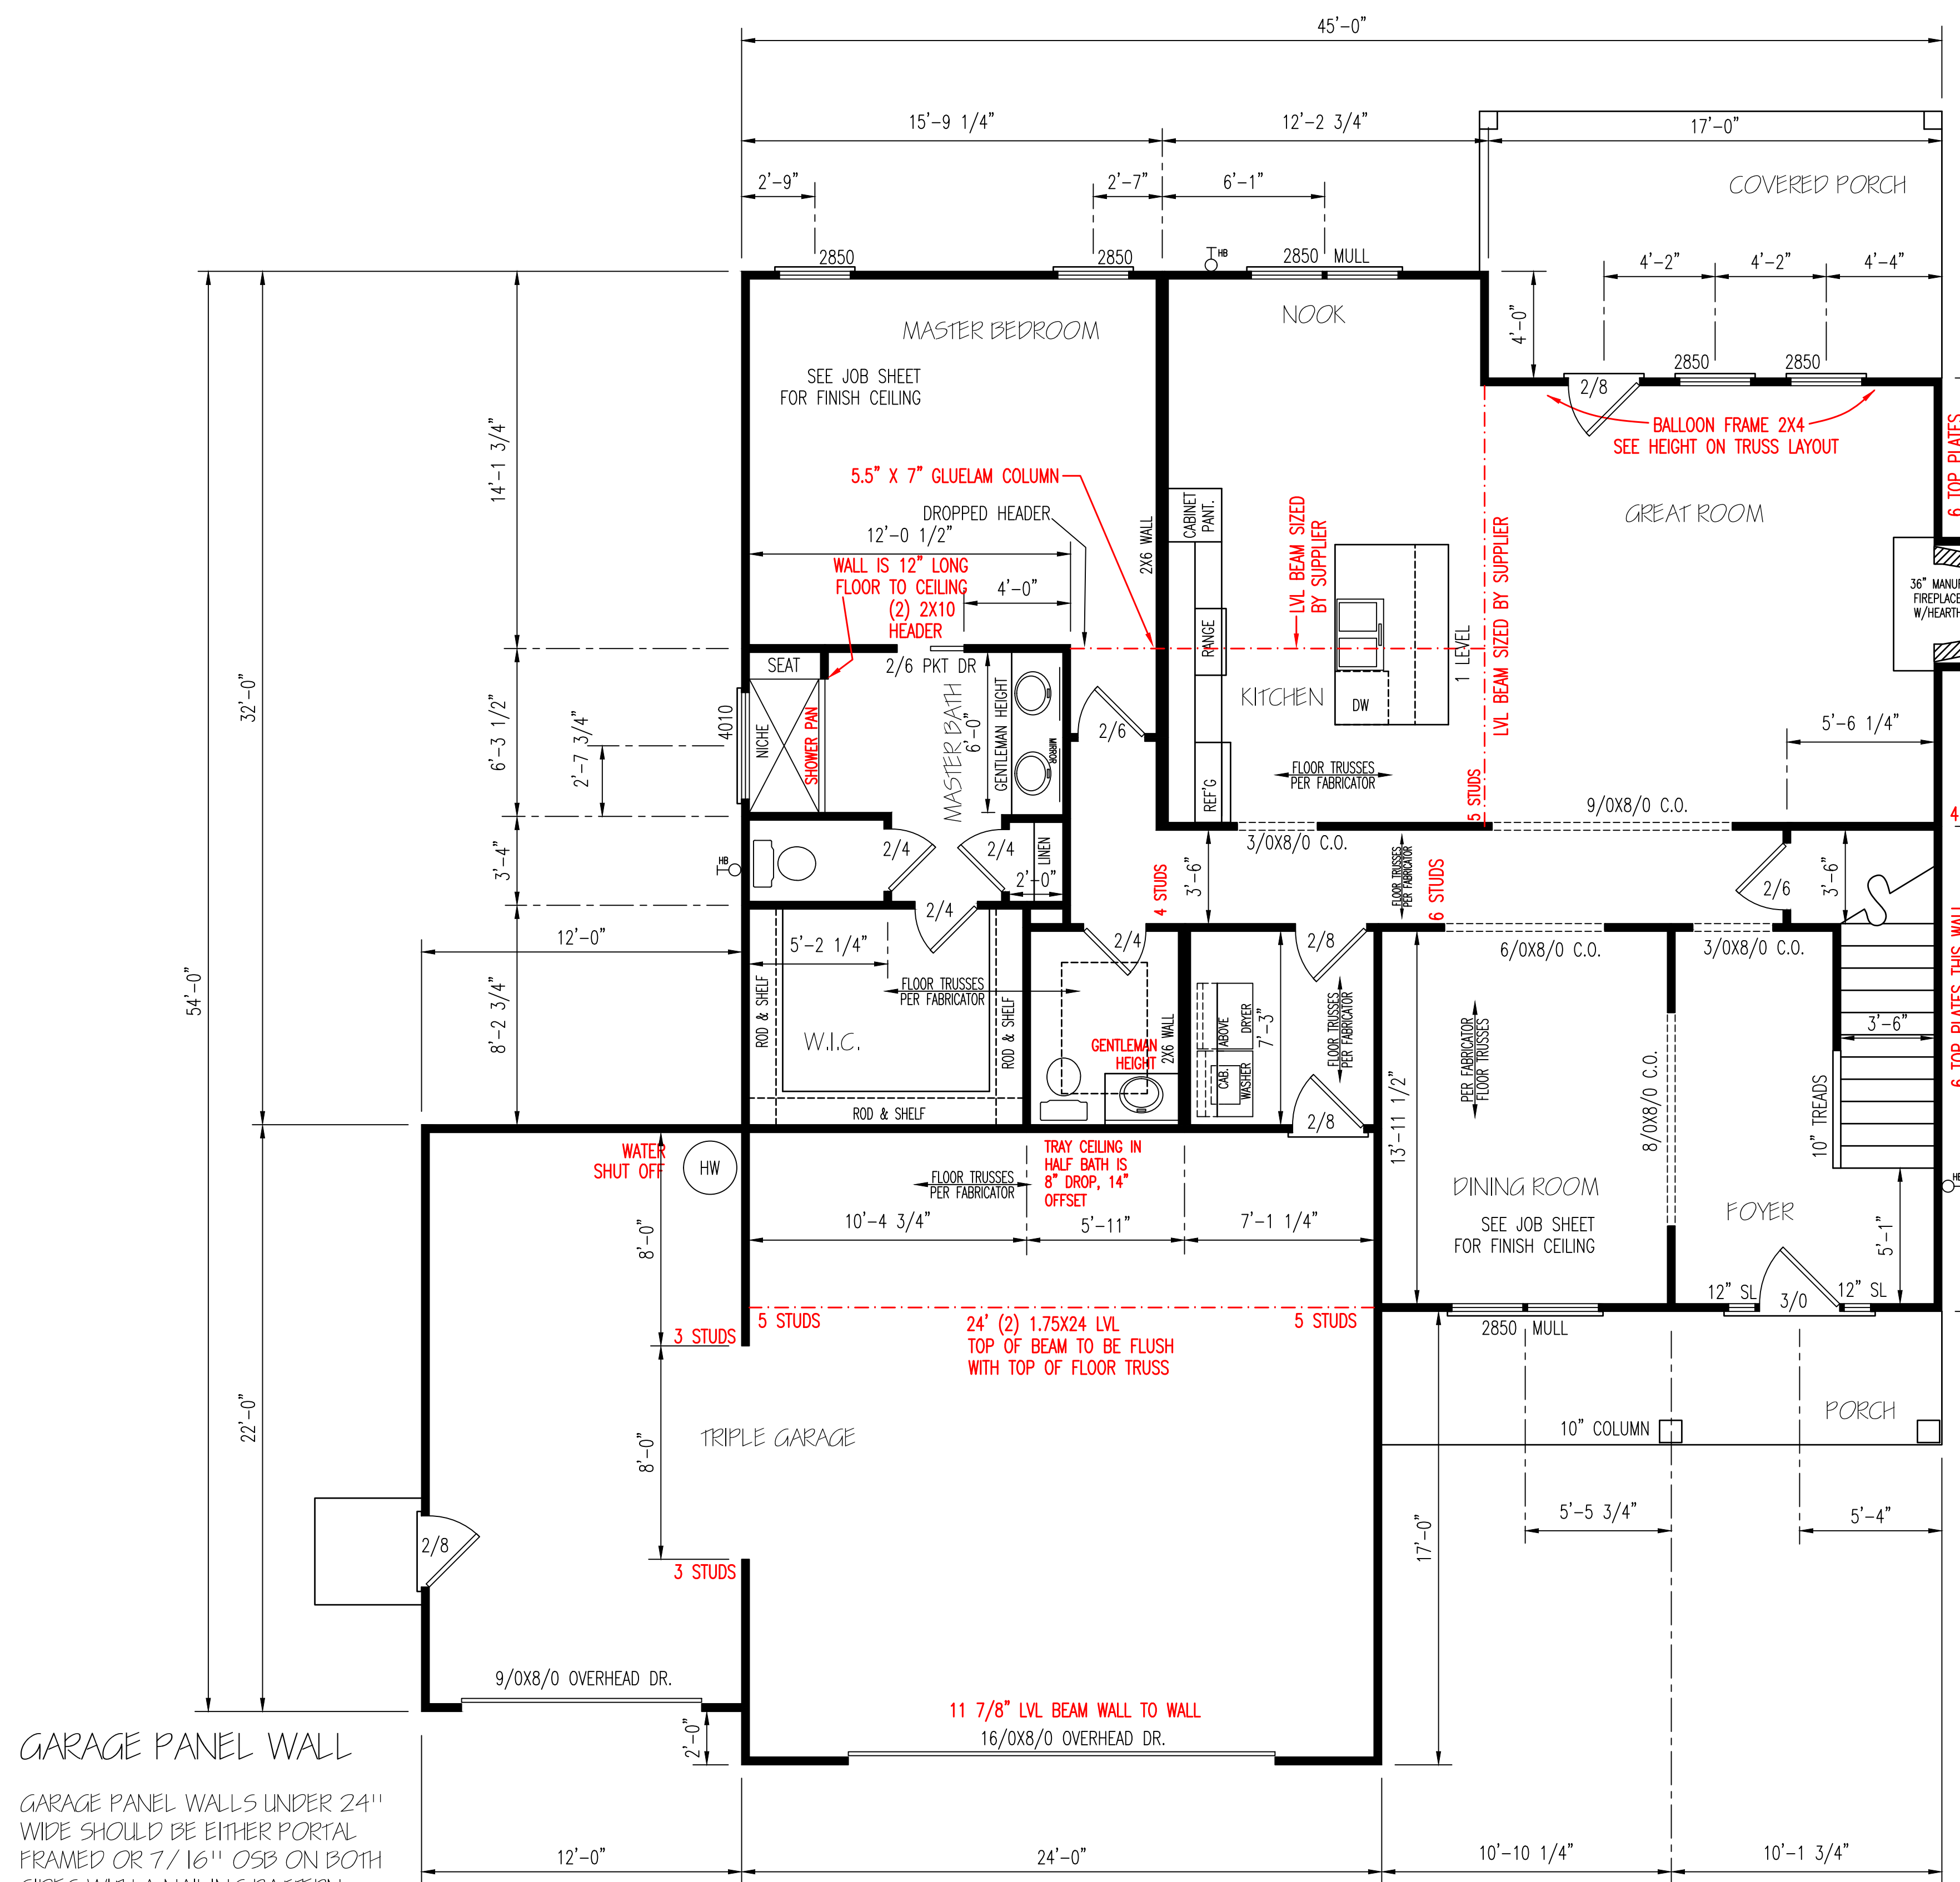 45'-0"
15'-9 1/4"
12'-2 3/4"
17'-0"
COVERED PORCH
2'-9"
2'-7"
6'-1"
2850
2850
HB
2850 MULL
4'-2"
4'-2"
4'-4"
MASTER BEDROOM
NOOK
4'-0"
SEE JOB SHEET
FOR FINISH CEILING
2850
2850
2/8
BALLOON FRAME 2X4
SEE HEIGHT ON TRUSS LAYOUT
6 TOP PLATES
14'-1 3/4"
5.5" X 7" GLUELAM COLUMN
DROPPED HEADER
12'-0 1/2"
2X6 WALL
CABINET
PANT.
LVL BEAM SIZED
BY SUPPLIER
LVL BEAM SIZED BY SUPPLIER
GREAT ROOM
WALL IS 12" LONG
FLOOR TO CEILING
(2) 2X10
HEADER
4'-0"
RANGE
1 LEVEL
KITCHEN
DW
SEAT
2/6 PKT DR
MASTER BATH
6'-0"
GENTLEMAN HEIGHT
MIRROR
2/6
32'-0"
6'-3 1/2"
2'-7 3/4"
4010
NICHE
SHOWER PAN
5'-6 1/4"
FLOOR TRUSSES
PER FABRICATOR
REF'G
5 STUDS
9/0X8/0 C.O.
3/0X8/0 C.O.
3'-4"
HB
2/4
2/4
LINEN
2'-0"
4 STUDS
3'-6"
FLOOR TRUSSES
PER FABRICATOR
6 STUDS
2/6
3'-6"
S
4
54'-0"
12'-0"
8'-2 3/4"
2/4
5'-2 1/4"
FLOOR TRUSSES
PER FABRICATOR
ROD & SHELF
W.I.C.
ROD & SHELF
ROD & SHELF
2/4
GENTLEMAN
HEIGHT
2X6 WALL
2/8
ABOVE
DRYER
CAB.
WASHER
7'-3"
FLOOR TRUSSES
PER FABRICATOR
2/8
6/0X8/0 C.O.
3/0X8/0 C.O.
13'-11 1/2"
PER FABRICATOR
FLOOR TRUSSES
8/0X8/0 C.O.
3'-6"
10" TREADS
6 TOP PLATES THIS WALL
DINING ROOM
SEE JOB SHEET
FOR FINISH CEILING
FOYER
5'-1"
WATER
SHUT OFF
HW
FLOOR TRUSSES
PER FABRICATOR
TRAY CEILING IN
HALF BATH IS
8" DROP, 14"
OFFSET
8'-0"
10'-4 3/4"
5'-11"
7'-1 1/4"
12" SL
3/0
12" SL
3 STUDS
5 STUDS
24' (2) 1.75X24 LVL
TOP OF BEAM TO BE FLUSH
WITH TOP OF FLOOR TRUSS
5 STUDS
2850 MULL
22'-0"
8'-0"
TRIPLE GARAGE
10" COLUMN
PORCH
5'-5 3/4"
5'-4"
17'-0"
2/8
3 STUDS
9/0X8/0 OVERHEAD DR.
2'-0"
11 7/8" LVL BEAM WALL TO WALL
16/0X8/0 OVERHEAD DR.
GARAGE PANEL WALL
GARAGE PANEL WALLS UNDER 24"
WIDE SHOULD BE EITHER PORTAL
FRAMED OR 7/16" OSB ON BOTH
12'-0"
24'-0"
10'-10 1/4"
10'-1 3/4"